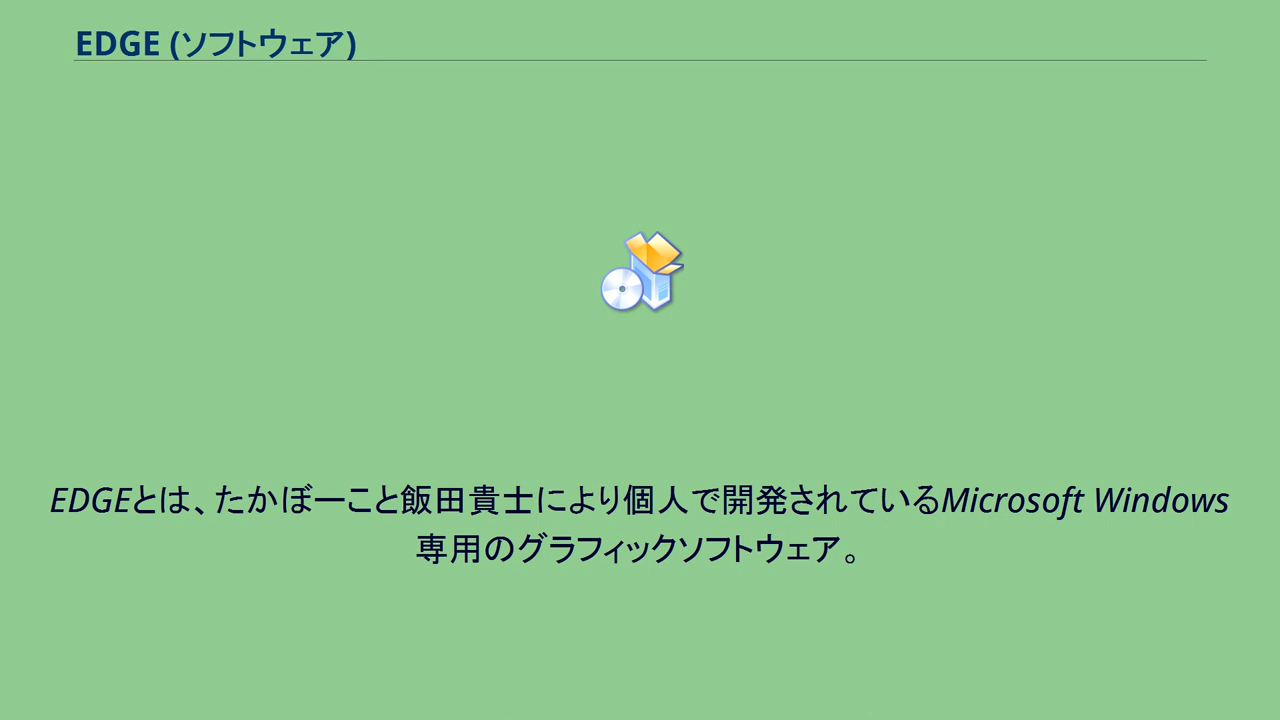 EDGE (ソフトウェア)
EDGEとは、たかぼーこと飯田貴士により個人で開発されているMicrosoft Windows
専用のグラフィックソフトウェア。